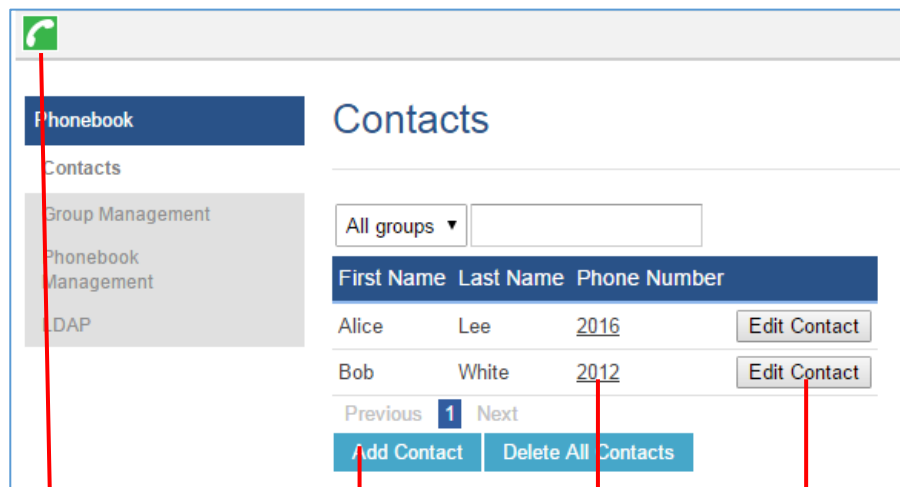 Phonebook
Contacts
Group Management
Phonebook
Management
LDAP
Contacts
All groups ▼
First Name Last Name Phone Number
Alice Lee 2016 Edit Contact
Bob White 2012 Edit Contact
Previous 1 Next
Add Contact Delete All Contacts